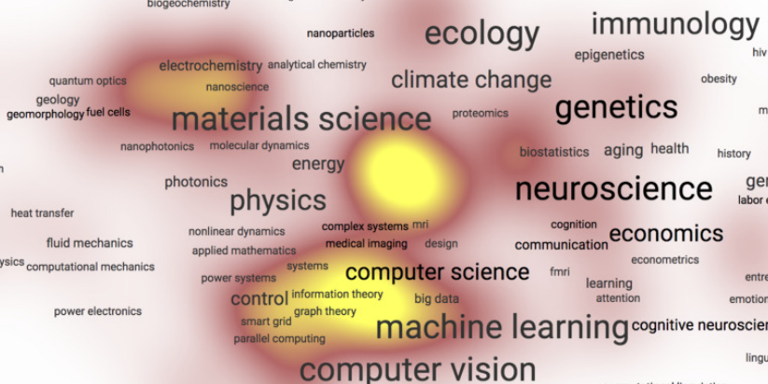 biogeochemistry
immunology
nanoparticles
ecology
epigenetics
hiv
electrochemistry
analytical chemistry
climate change
obesity
quantum optics
nanoscience
geology
genetics
geomorphology
fuel cells
materials science
proteomics
nanophotonics
molecular dynamics
biostatistics
aging
health
history
energy
photonics
neuroscience
physics
heat transfer
nonlinear dynamics
complex systems
mri
cognition
economics
fluid mechanics
applied mathematics
medical imaging
design
communication
computational mechanics
systems
computer science
fmri
econometrics
power systems
learning
control
information theory
big data
attention
power electronics
graph theory
smart grid
machine learning
parallel computing
computer vision